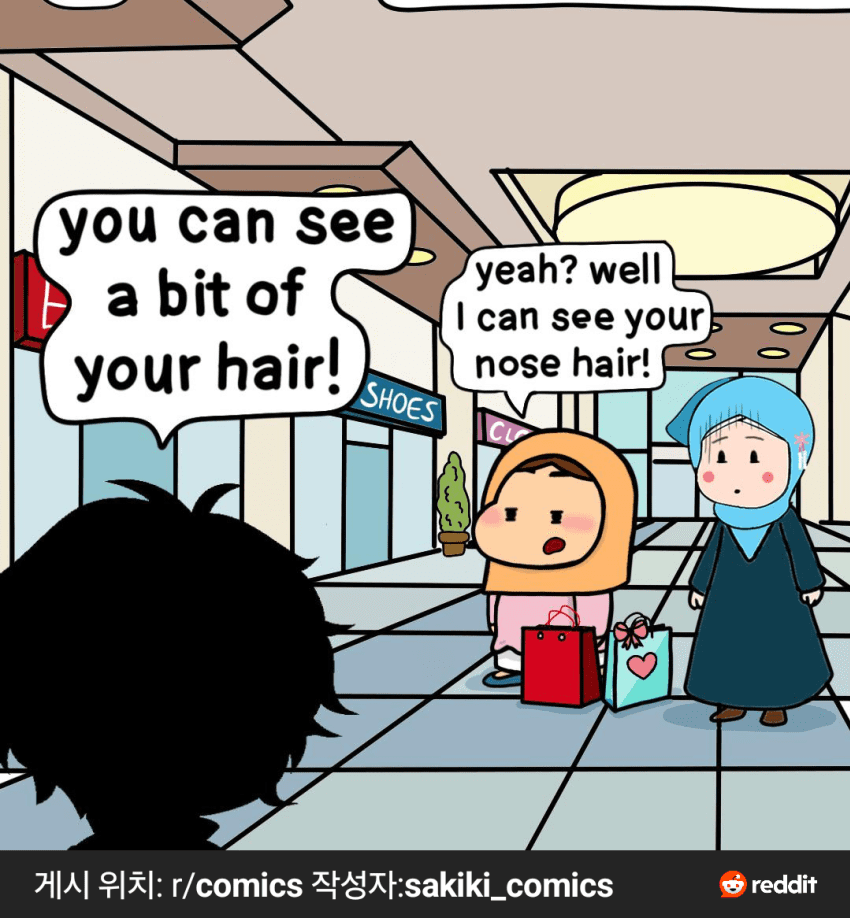 you can see
a bit of
your hair!
yeah? well
I can see your
nose hair!
SHOES
게시 위치: r/comics 작성자:sakiki_comics
reddit